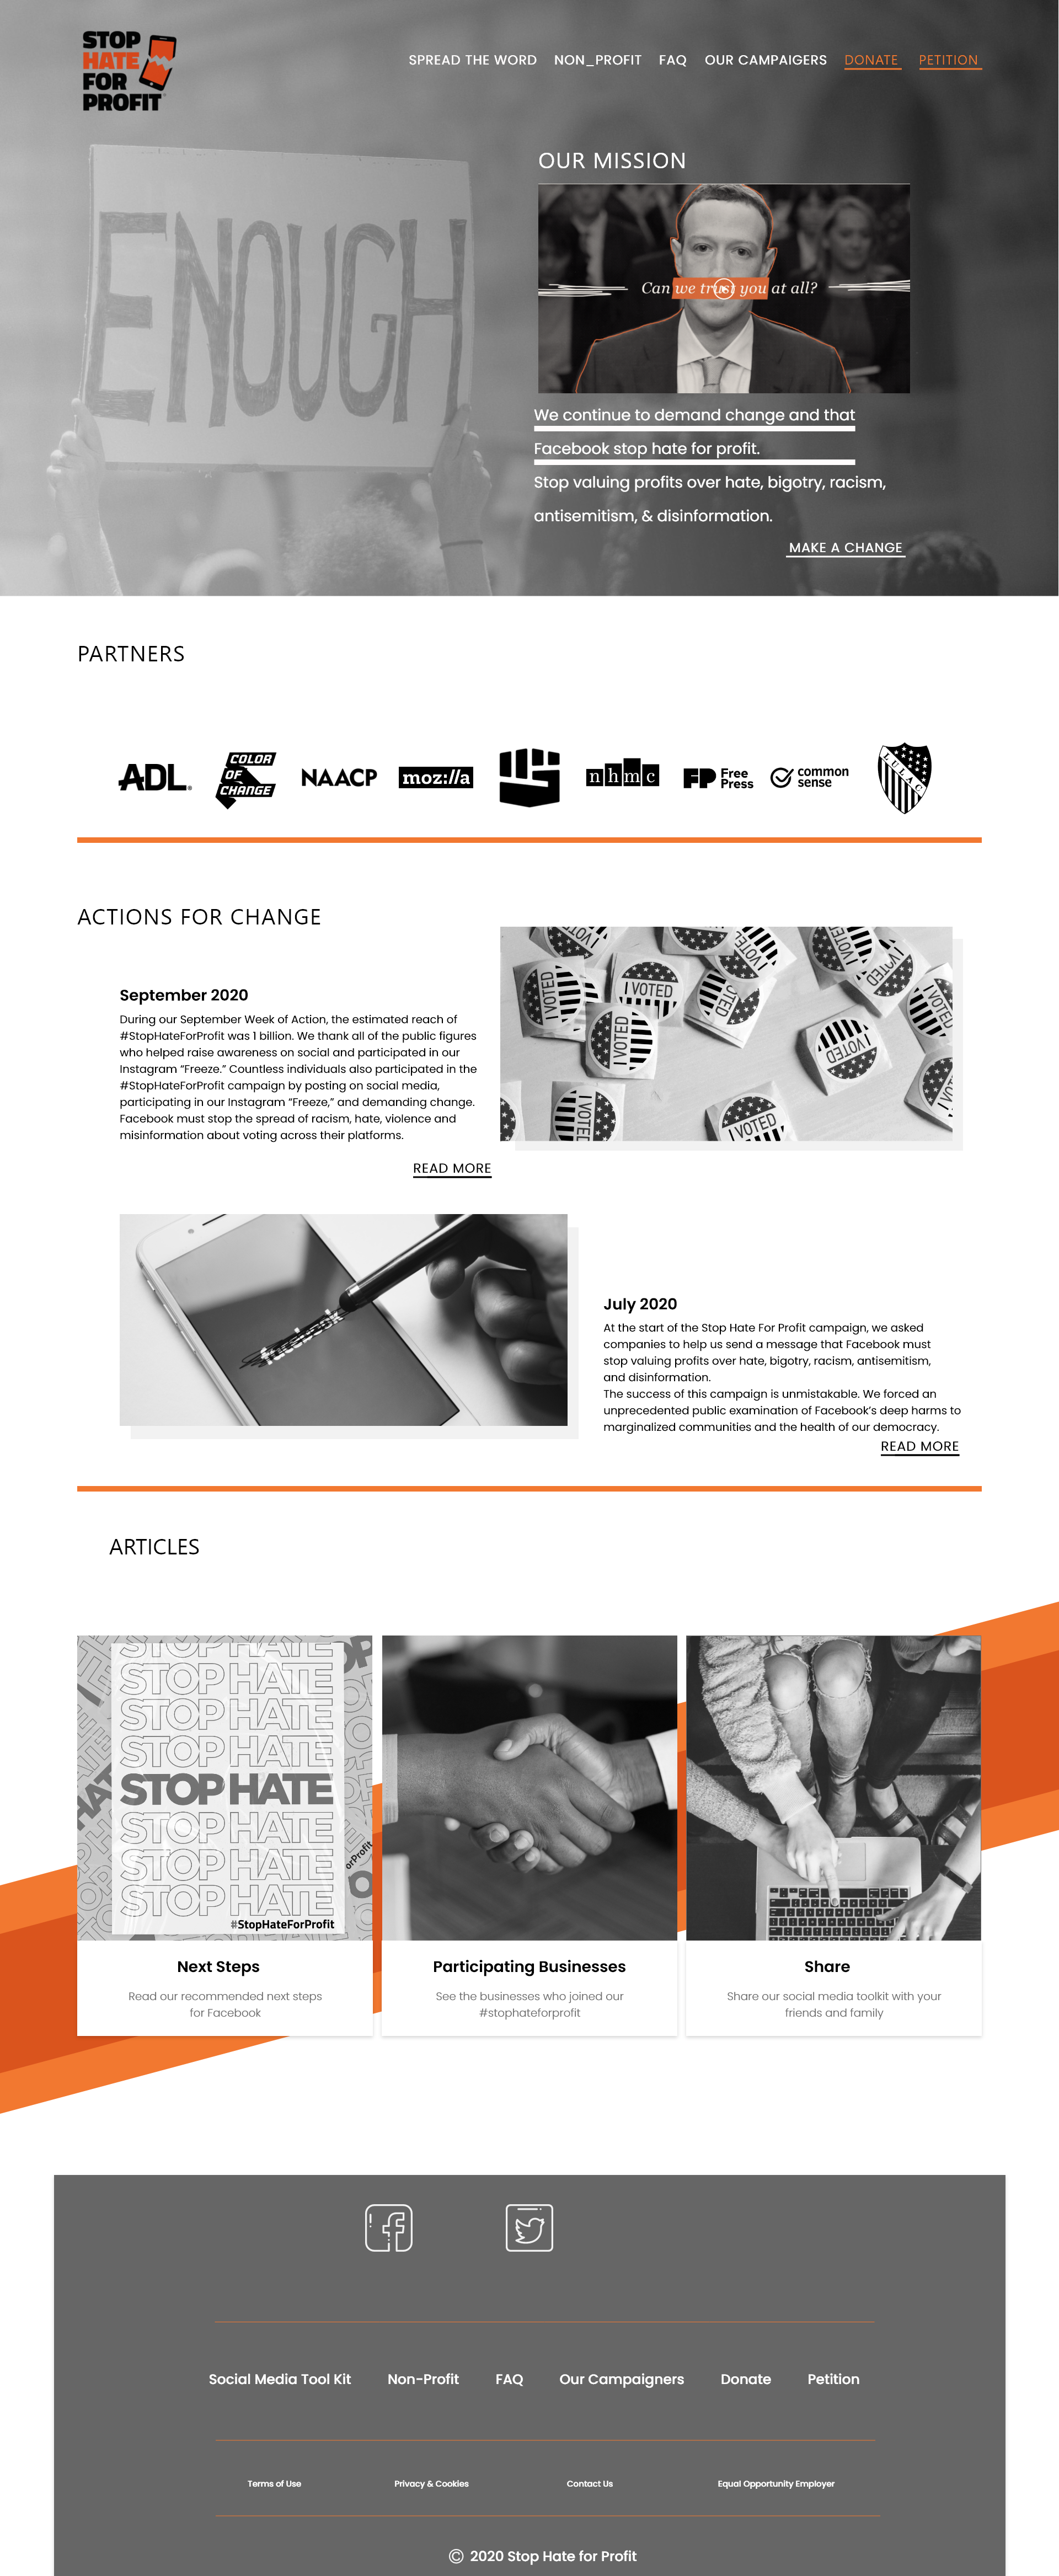 STOP
HATE
FOR
PROFIT
SPREAD THE WORD NON_PROFIT FAQ OUR CAMPAIGERS DONATE PETITION
ENOUGH
OUR MISSION
Can we trust you at all?
We continue to demand change and that
Facebook stop hate for profit.
Stop valuing profits over hate, bigotry, racism,
antisemitism, & disinformation.
MAKE A CHANGE
PARTNERS
ADL
COLOR
OF
CHANGE
NAACP
moz://a
nhmc
FP Free
Press
common
sense
LULAC
ACTIONS FOR CHANGE
September 2020
During our September Week of Action, the estimated reach of
#StopHateForProfit was 1 billion. We thank all of the public figures
who helped raise awareness on social and participated in our
Instagram “Freeze.” Countless individuals also participated in the
#StopHateForProfit campaign by posting on social media,
participating in our Instagram “Freeze,” and demanding change.
Facebook must stop the spread of racism, hate, violence and
misinformation about voting across their platforms.
READ MORE
I VOTED
I VOTED
I VOTED
I VOTED
I VOTED
I VOTED
I VOTED
I VOTED
July 2020
At the start of the Stop Hate For Profit campaign, we asked
companies to help us send a message that Facebook must
stop valuing profits over hate, bigotry, racism, antisemitism,
and disinformation.
The success of this campaign is unmistakable. We forced an
unprecedented public examination of Facebook’s deep harms to
marginalized communities and the health of our democracy.
READ MORE
ARTICLES
STOP HATE
STOP HATE
STOP HATE
STOP HATE
STOP HATE
STOP HATE
STOP HATE
STOP HATE
orProfit
#StopHateForProfit
Next Steps
Read our recommended next steps
for Facebook
Participating Businesses
See the businesses who joined our
#stophateforprofit
Share
Share our social media toolkit with your
friends and family
Social Media Tool Kit Non-Profit FAQ Our Campaigners Donate Petition
Terms of Use Privacy & Cookies Contact Us Equal Opportunity Employer
© 2020 Stop Hate for Profit